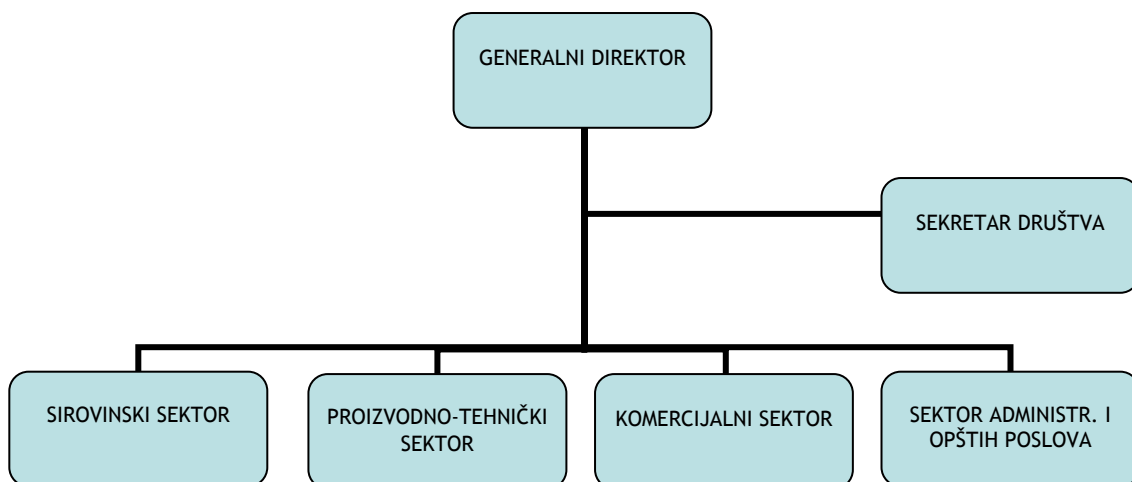 GENERALNI DIREKTOR
SEKRETAR DRUŠTVA
SIROVINSKI SEKTOR
PROIZVODNO-TEHNIČKI
SEKTOR
KOMERCIJALNI SEKTOR
SEKTOR ADMINISTR. I
OPŠTIH POSLOVA